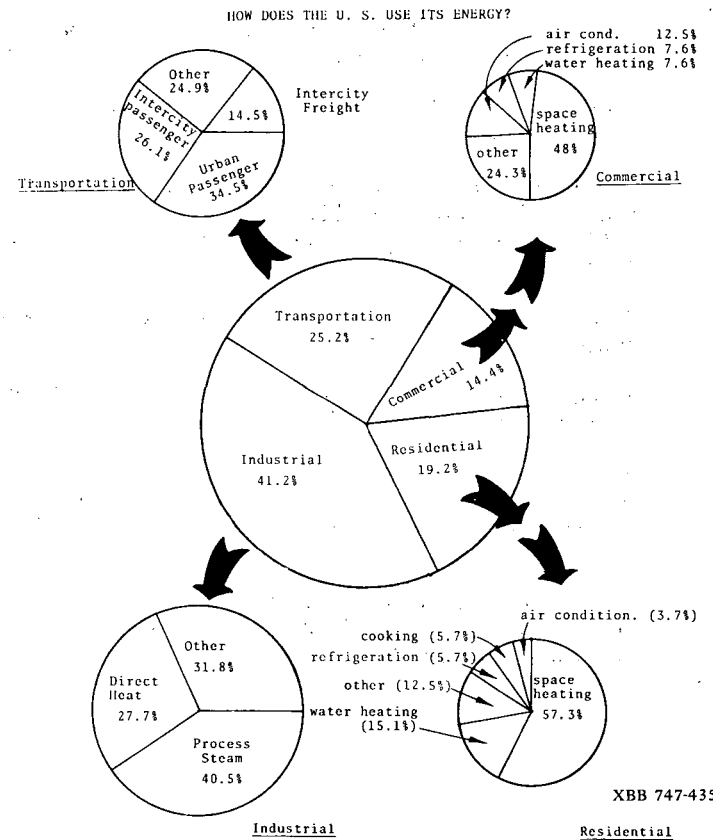 HOW DOES THE U. S. USE ITS ENERGY?
Other
24.9%
Intercity
passenger
26.1%
14.5%
Urban
Passenger
34.5%
Intercity
Freight
Transportation
air cond. 12.5%
refrigeration 7.6%
water heating 7.6%
space
heating
48%
other
24.3%
Commercial
Transportation
25.2%
Commercial
14.4%
Industrial
41.2%
Residential
19.2%
Other
31.8%
Direct
Heat
27.7%
Process
Steam
40.5%
Industrial
air condition. (3.7%)
cooking (5.7%)
refrigeration (5.7%)
other (12.5%)
water heating
(15.1%)
space
heating
57.3%
XBB 747-435
Residential